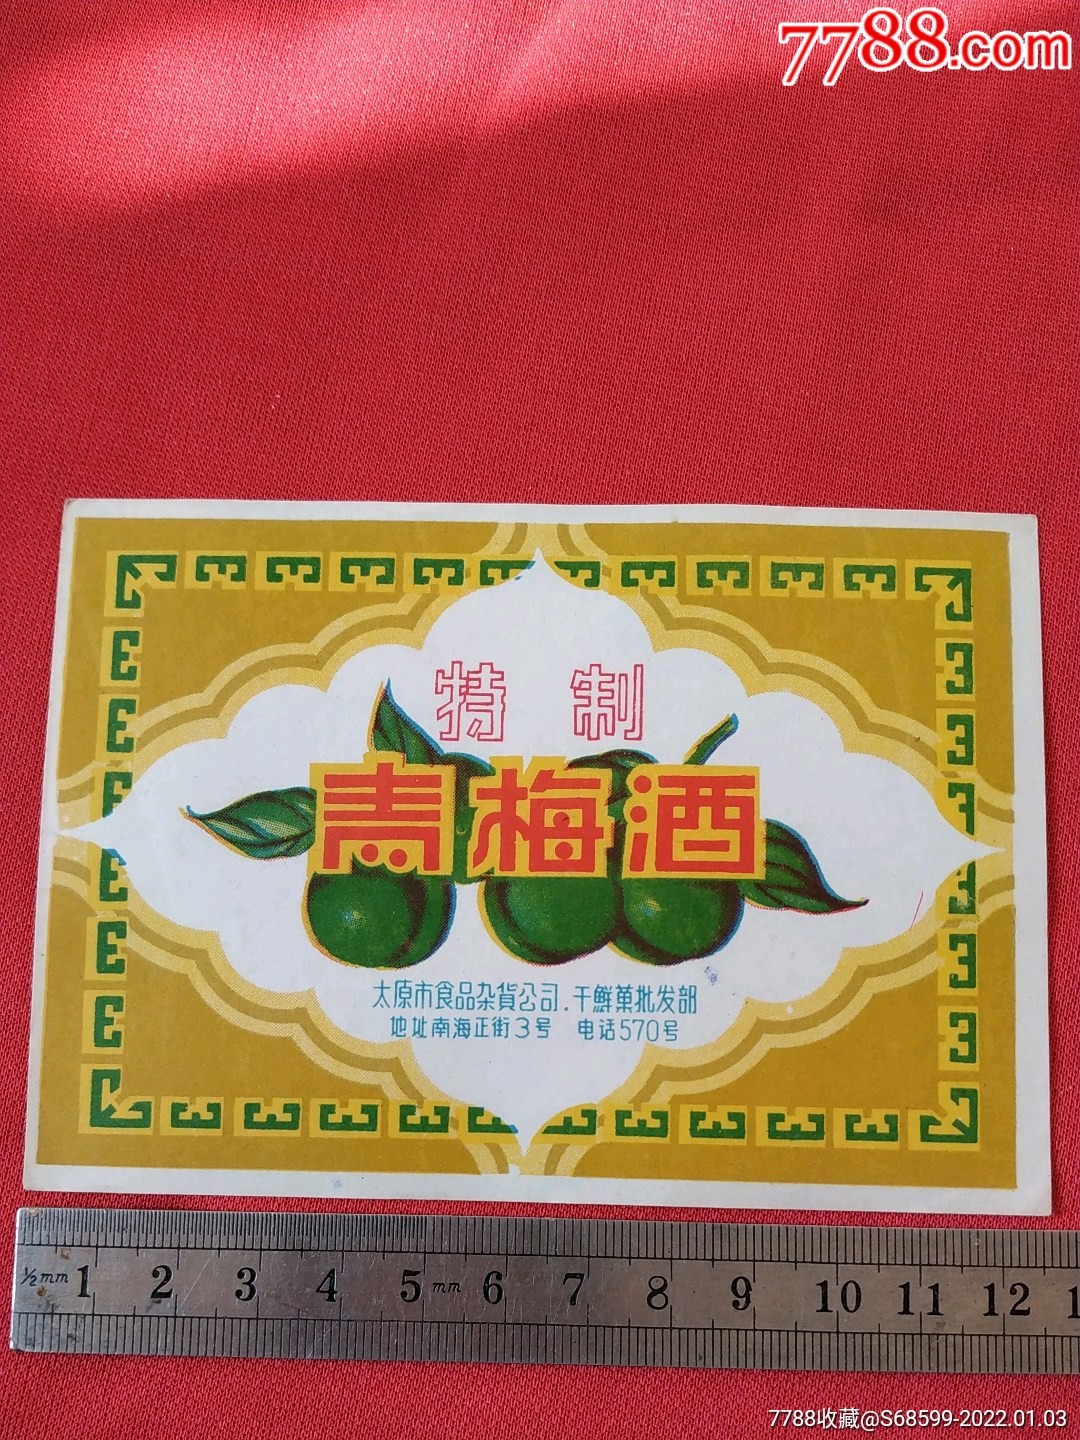 7788.com
特制
青梅酒
太原市食品杂货公司.干鲜菓批发部
地址南海正街3号 电话570号
½mm 1 2 3 4 5 mm 6 7 8 9 10 11 12 1
7788收藏@S68599-2022.01.03